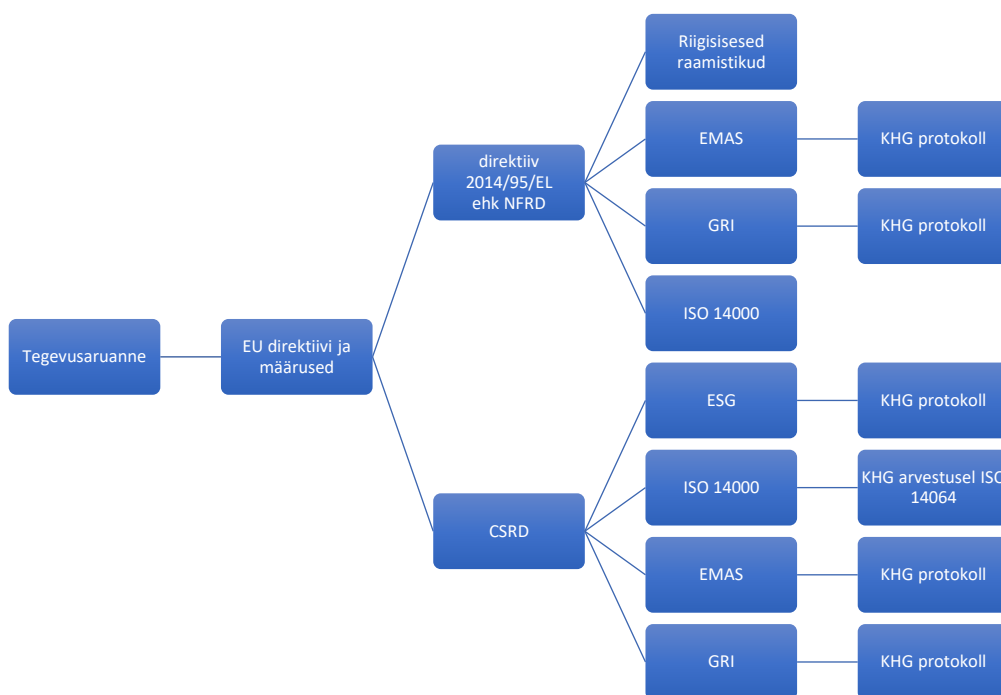 Tegevusaruanne
EU direktiivi ja
määrused
direktiiv
2014/95/EL
ehk NFRD
Riigisisesed
raamistikud
EMAS
KHG protokoll
GRI
KHG protokoll
ISO 14000
CSRD
ESG
KHG protokoll
ISO 14000
KHG arvestusel ISO
14064
EMAS
KHG protokoll
GRI
KHG protokoll